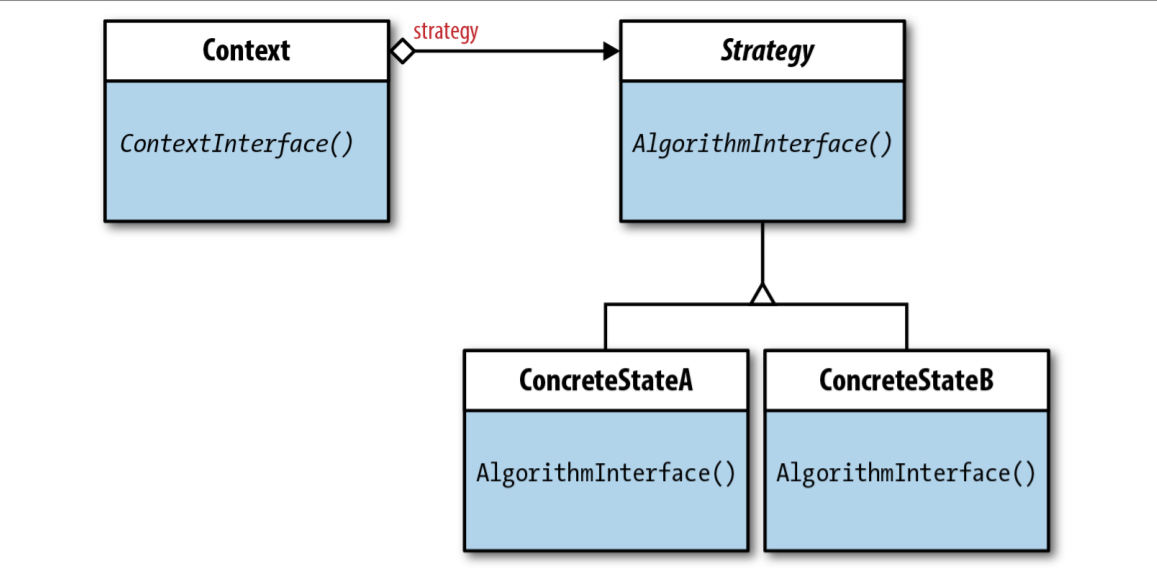 strategy
Context
Strategy
ContextInterface()
AlgorithmInterface()
ConcreteStateA
ConcreteStateB
AlgorithmInterface()
AlgorithmInterface()